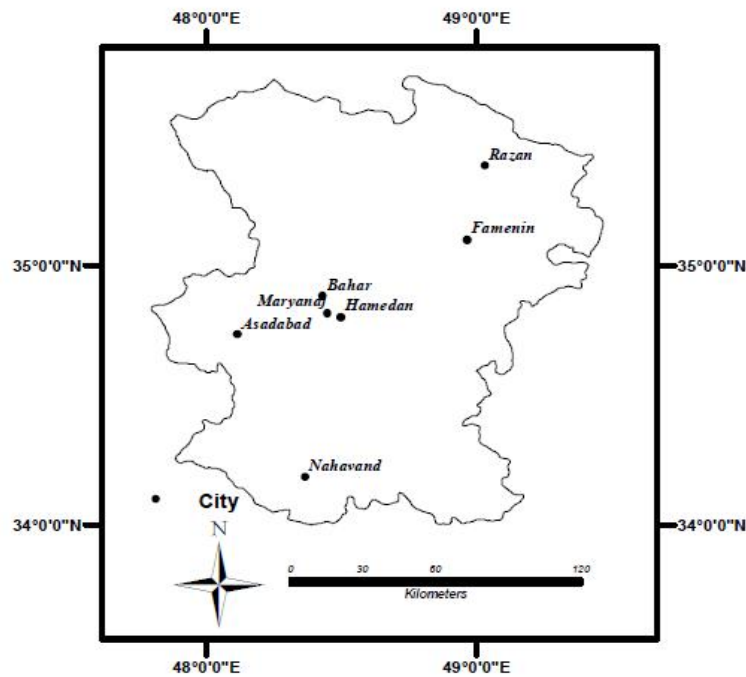 48°0'0"E 49°0'0"E
Razan
Famenin
35°0'0"N 35°0'0"N
Bahar
Maryanaj Hamedan
Asadabad
Nahavand
City
34°0'0"N 34°0'0"N
N
0 30 60 120
Kilometers
48°0'0"E 49°0'0"E